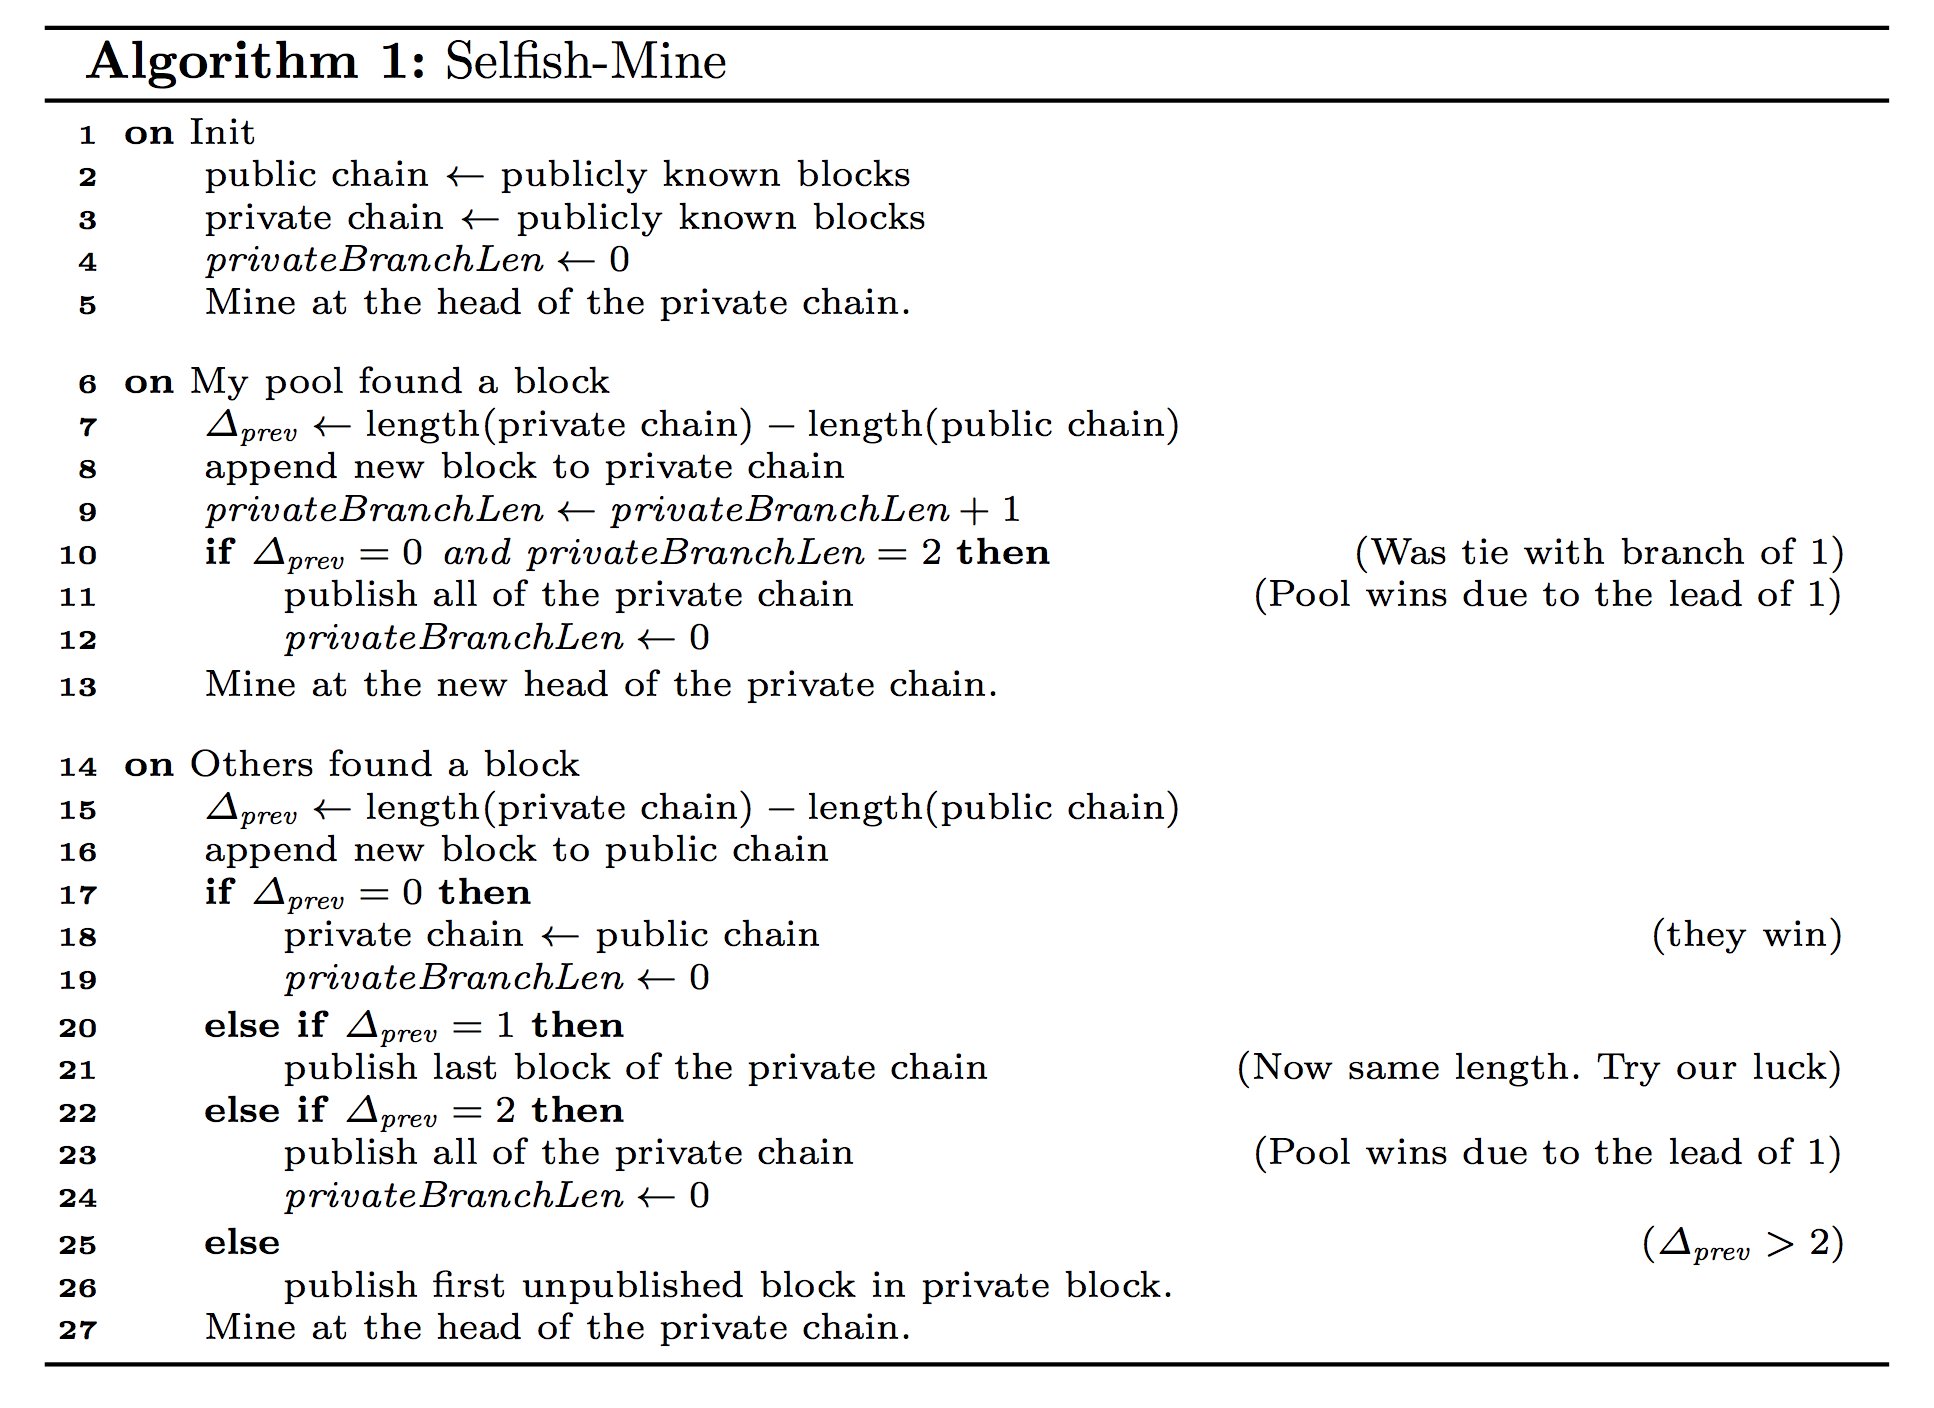 Algorithm 1: Selfish-Mine
1 on Init
2 public chain ← publicly known blocks
3 private chain ← publicly known blocks
4 privateBranchLen ← 0
5 Mine at the head of the private chain.
6 on My pool found a block
7 Δprev ← length(private chain) − length(public chain)
8 append new block to private chain
9 privateBranchLen ← privateBranchLen + 1
10 if Δprev = 0 and privateBranchLen = 2 then (Was tie with branch of 1)
11 publish all of the private chain (Pool wins due to the lead of 1)
12 privateBranchLen ← 0
13 Mine at the new head of the private chain.
14 on Others found a block
15 Δprev ← length(private chain) − length(public chain)
16 append new block to public chain
17 if Δprev = 0 then
18 private chain ← public chain (they win)
19 privateBranchLen ← 0
20 else if Δprev = 1 then
21 publish last block of the private chain (Now same length. Try our luck)
22 else if Δprev = 2 then
23 publish all of the private chain (Pool wins due to the lead of 1)
24 privateBranchLen ← 0
25 else (Δprev > 2)
26 publish first unpublished block in private block.
27 Mine at the head of the private chain.